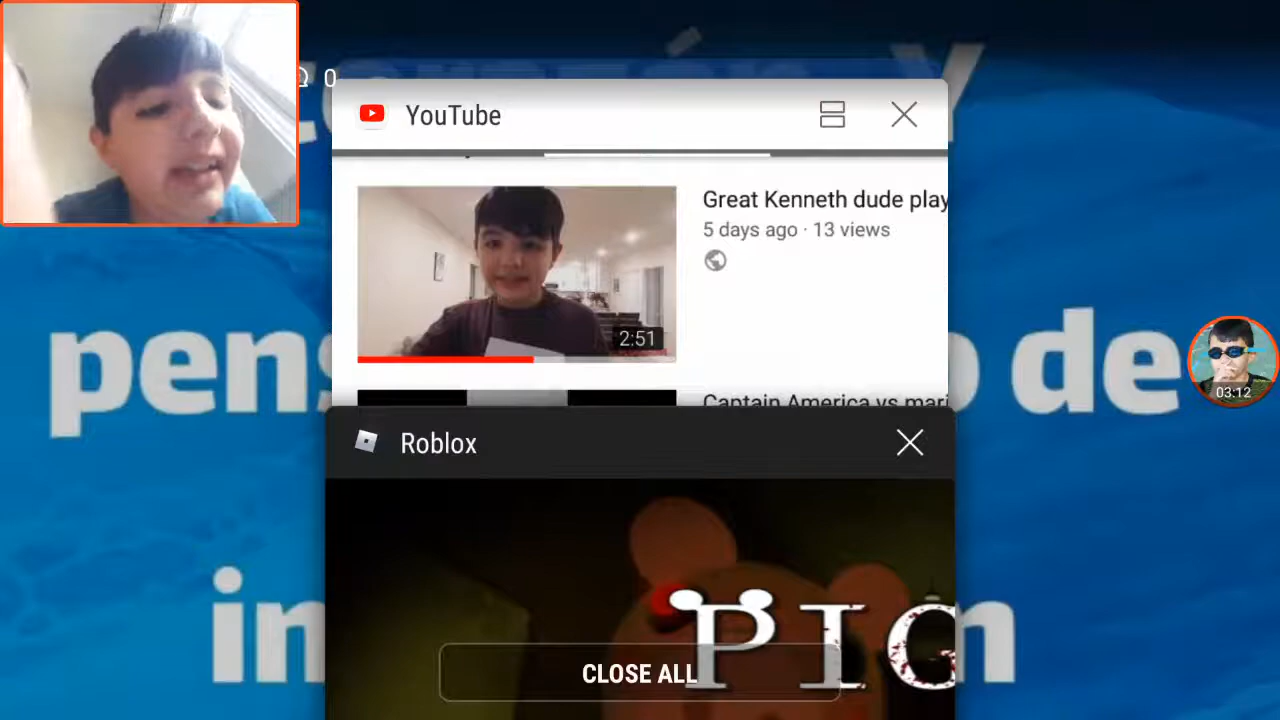 0
YouTube
Great Kenneth dude play
5 days ago · 13 views
2:51
pens
o de
03:12
Captain America vs mari
Roblox
PIG
in
n
CLOSE ALL